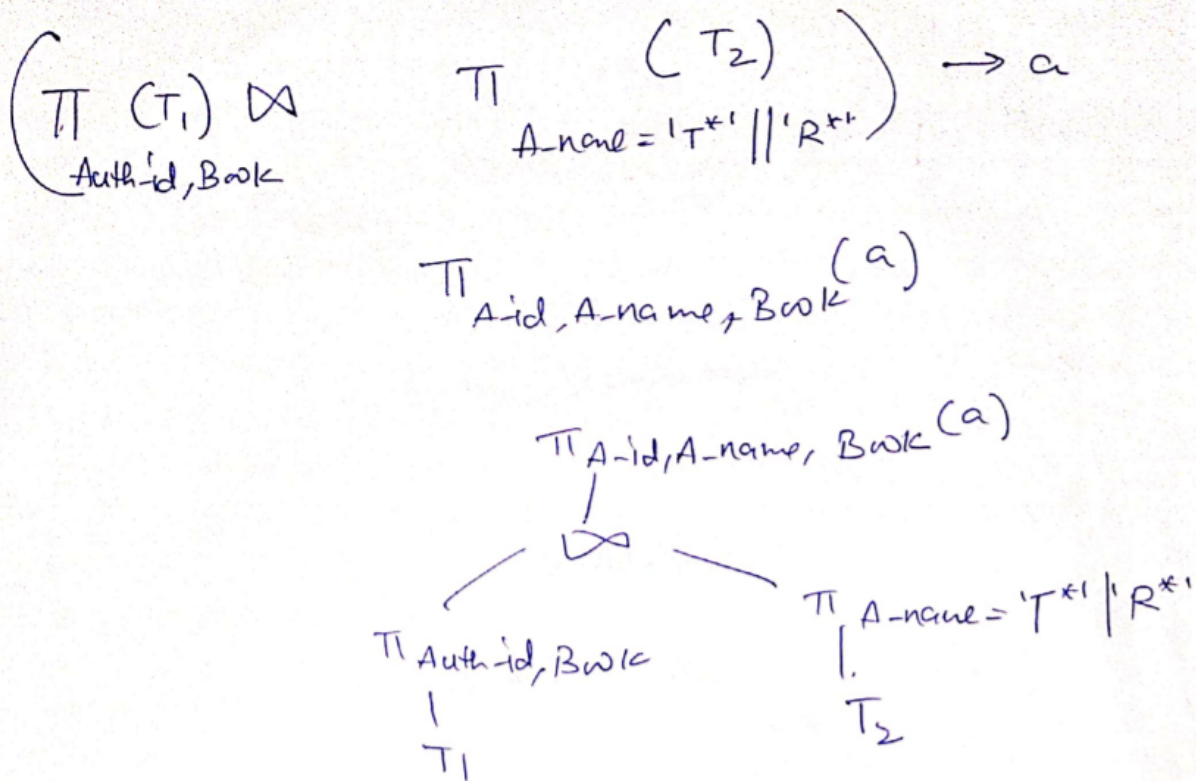 (π Auth-id, Book (T1) ⋈ π A-name = 'T*' || 'R*' (T2)) → a
π A-id, A-name, Book (a)
π A-id, A-name, Book (a)
⋈
π Auth-id, Book π A-name = 'T*' | 'R*'
T1 T2